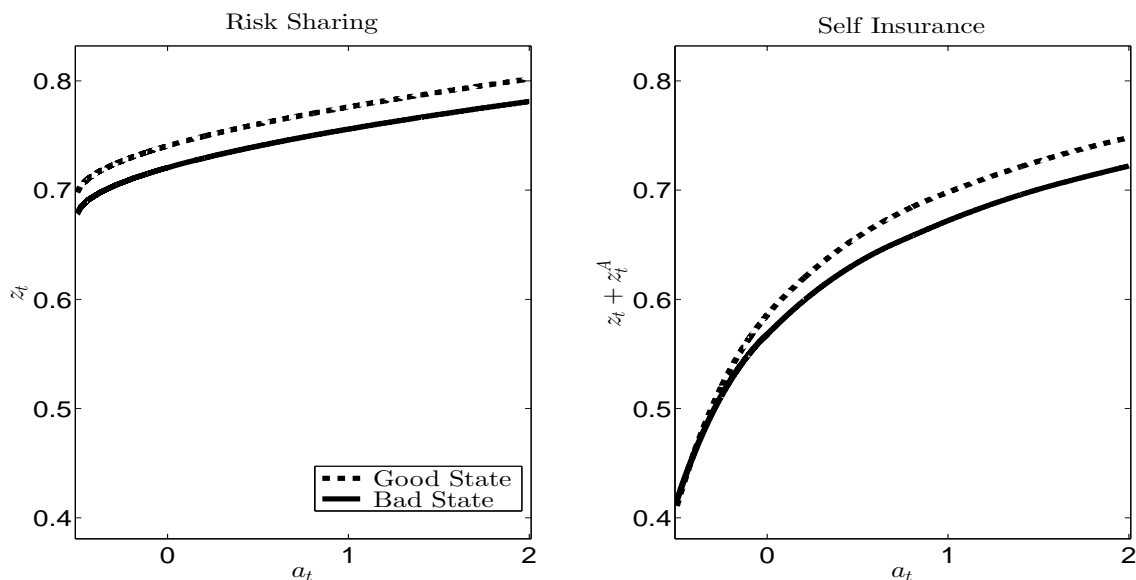 Risk Sharing
0.8
0.7
0.6
0.5
0.4
z_t
0
1
2
a_t
Good State
Bad State
Self Insurance
0.8
0.7
0.6
0.5
0.4
z_t + z_t^A
0
1
2
a_t